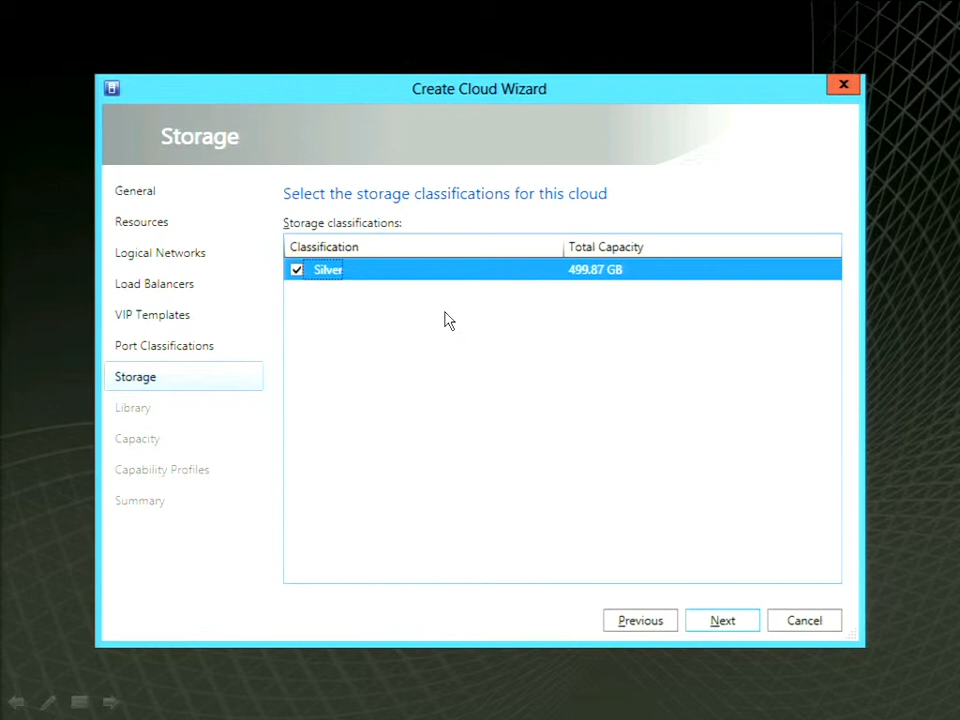 Create Cloud Wizard
x
Storage
General
Resources
Logical Networks
Load Balancers
VIP Templates
Port Classifications
Storage
Library
Capacity
Capability Profiles
Summary
Select the storage classifications for this cloud
Storage classifications:
Classification Total Capacity
Silver 499.87 GB
Previous Next Cancel